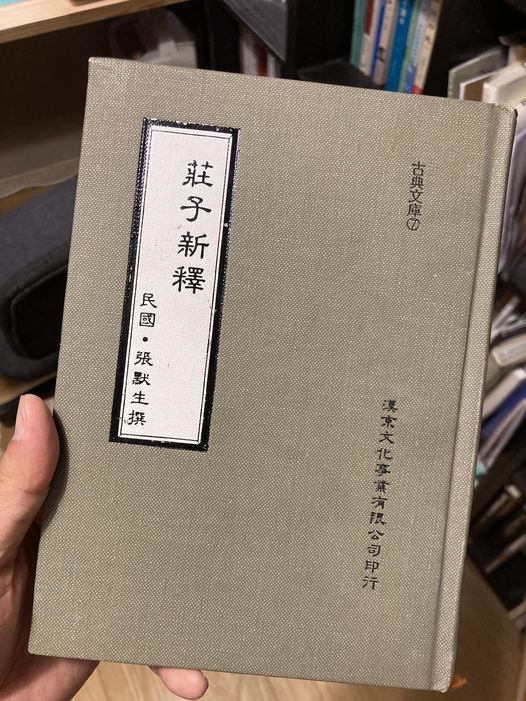 古典文庫⑦
莊子新釋
民國•張默生撰
漢京文化事業有限公司印行